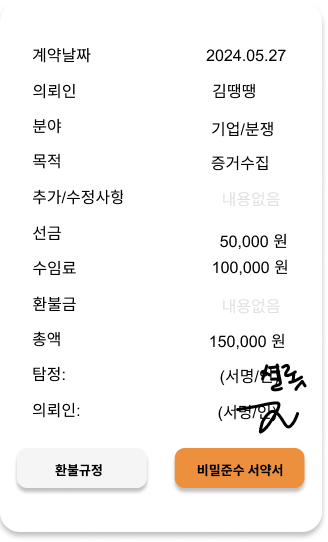 계약날짜 2024.05.27
의뢰인 김땡땡
분야 기업/분쟁
목적 증거수집
추가/수정사항 내용없음
선금 50,000 원
수임료 100,000 원
환불금 내용없음
총액 150,000 원
탐정: (서명/인)
의뢰인: (서명/인)
환불규정 비밀준수 서약서